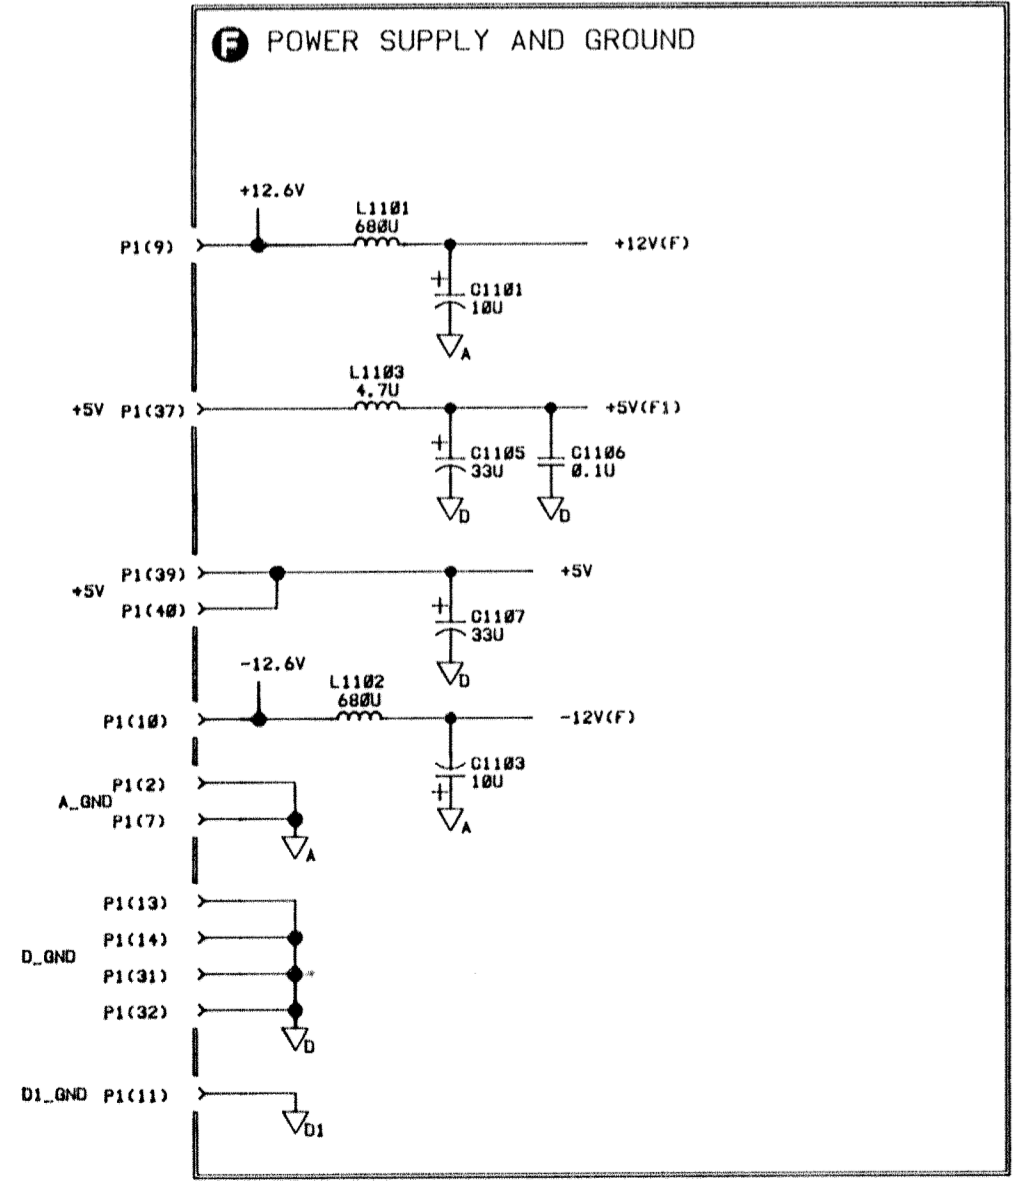 F POWER SUPPLY AND GROUND
+12.6V
L1101
680U
P1(9)
+12V(F)
+
C1101
10U
A
L1103
4.7U
+5V P1(37)
+5V(F1)
+
C1105
33U
C1106
0.1U
D
D
P1(39)
+5V
+5V
P1(40)
+
C1107
33U
D
-12.6V
L1102
680U
P1(10)
-12V(F)
C1103
10U
+
A
P1(2)
A_GND
P1(7)
A
P1(13)
P1(14)
D_GND
P1(31)
P1(32)
D
D1_GND P1(11)
D1